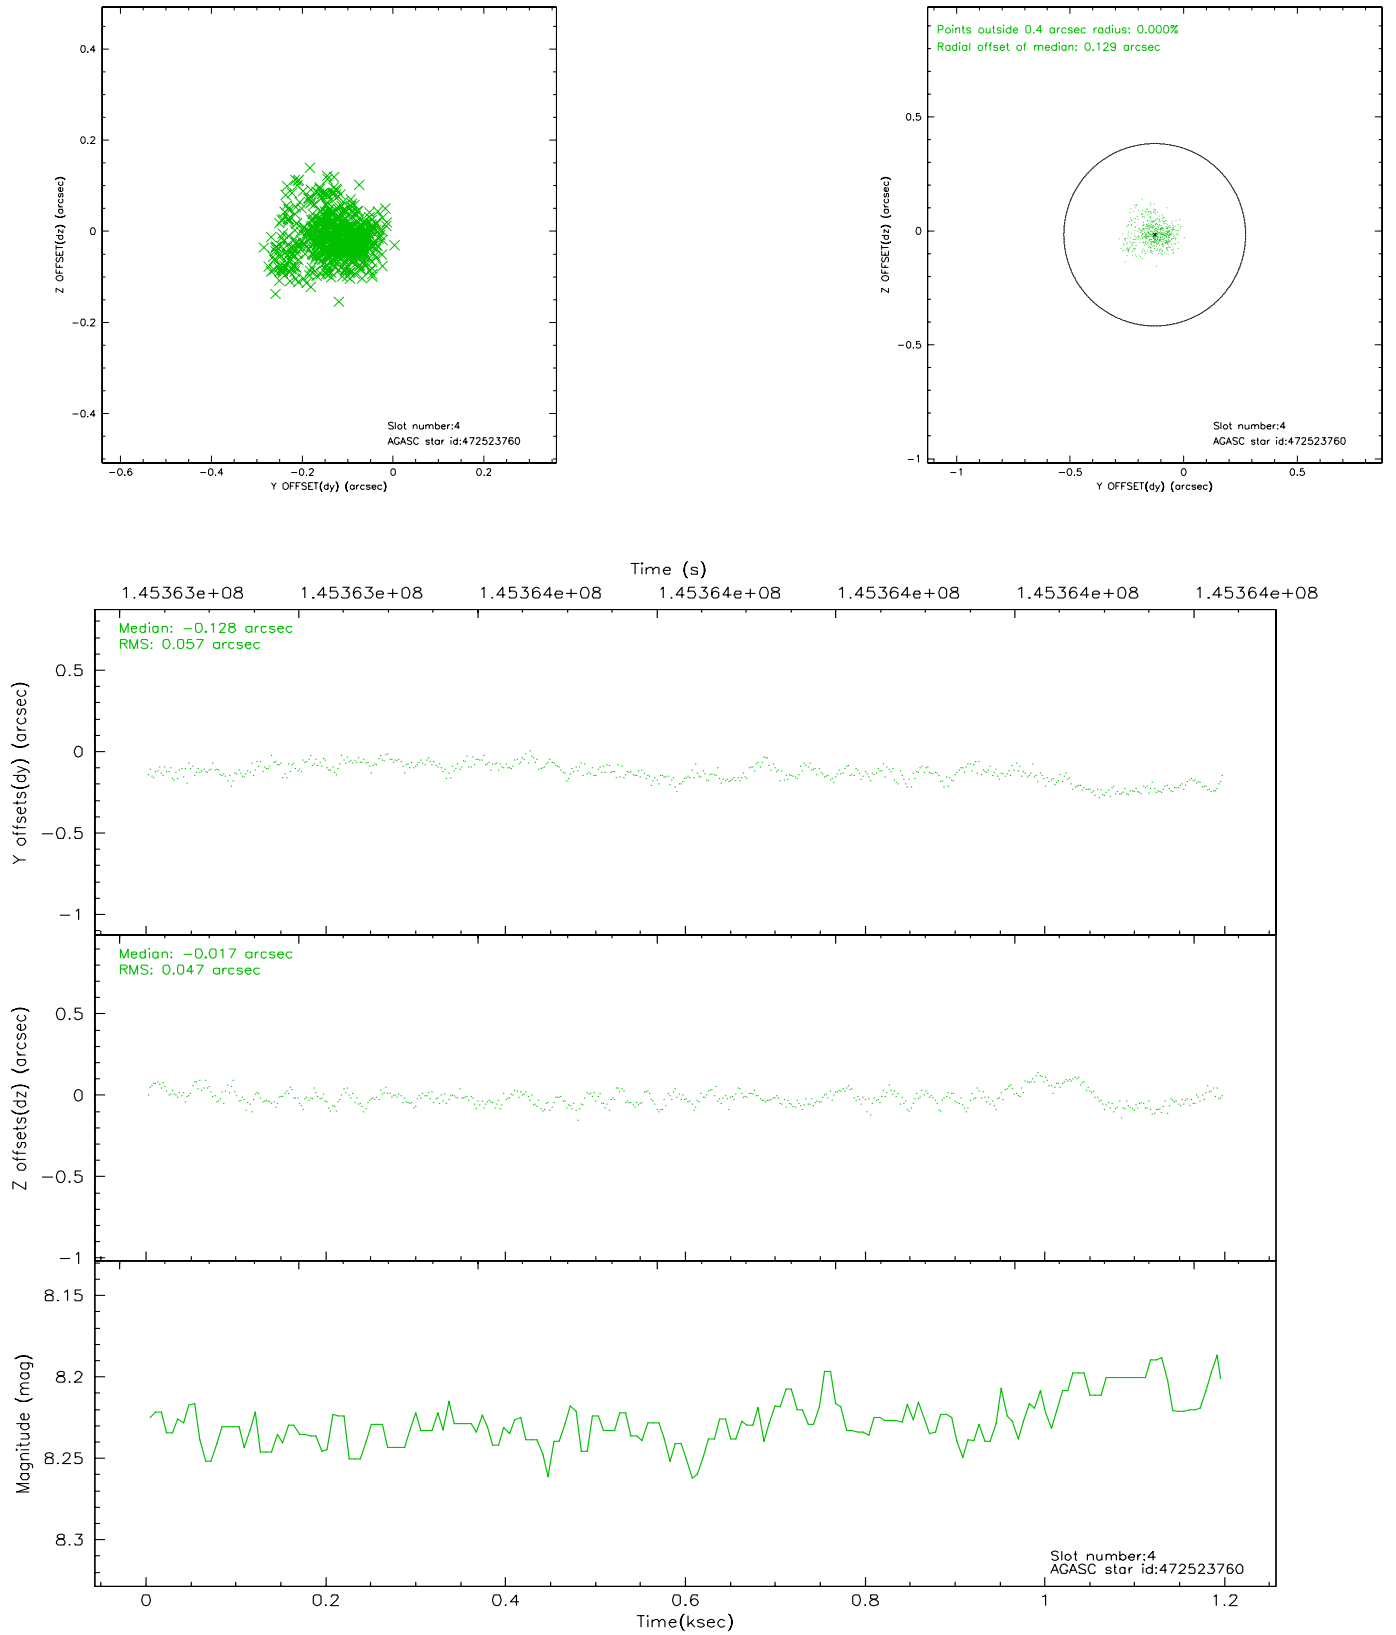 0.4
0.2
0
−0.2
−0.4
Z OFFSET(dz) (arcsec)
Slot number:4
AGASC star id:472523760
−0.6
−0.4
−0.2
0
0.2
Y OFFSET(dy) (arcsec)
Points outside 0.4 arcsec radius: 0.000%
Radial offset of median: 0.129 arcsec
0.5
0
−0.5
−1
Z OFFSET(dz) (arcsec)
Slot number:4
AGASC star id:472523760
−1
−0.5
0
0.5
Y OFFSET(dy) (arcsec)
Time (s)
1.45363e+08
1.45363e+08
1.45364e+08
1.45364e+08
1.45364e+08
1.45364e+08
1.45364e+08
Median: −0.128 arcsec
RMS: 0.057 arcsec
0.5
0
−0.5
−1
Y offsets(dy) (arcsec)
Median: −0.017 arcsec
RMS: 0.047 arcsec
0.5
0
−0.5
−1
Z offsets(dz) (arcsec)
8.15
8.2
8.25
8.3
Magnitude (mag)
Slot number:4
AGASC star id:472523760
0
0.2
0.4
0.6
0.8
1
1.2
Time(ksec)